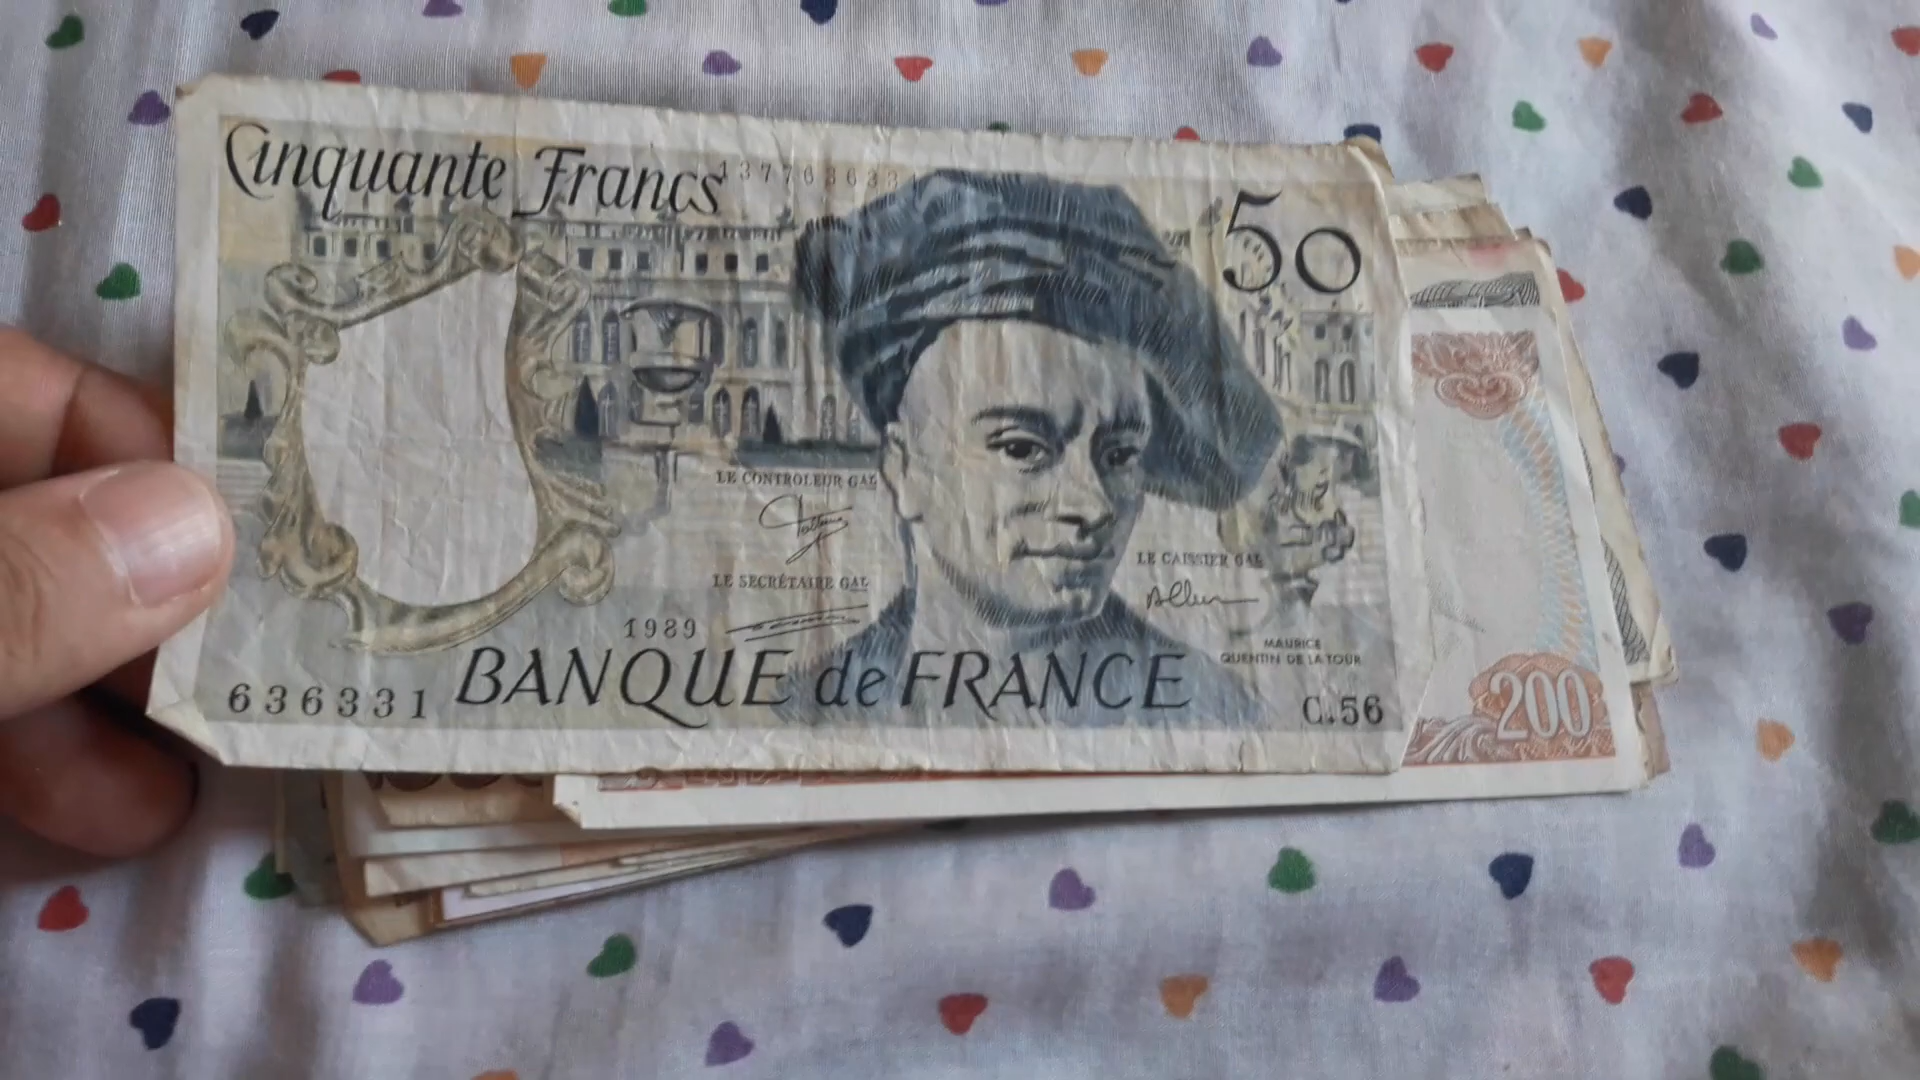 Cinquante Francs
1377636331
50
LE CONTROLEUR GAL
LE SECRÉTAIRE GAL
LE CAISSIER GAL
1989
MAURICE
QUENTIN DE LA TOUR
636331
BANQUE de FRANCE
C.56
200